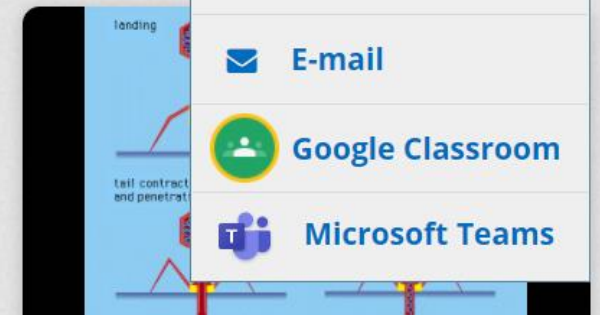 landing
E-mail
Google Classroom
tail contract
and penetrat
T
Microsoft Teams